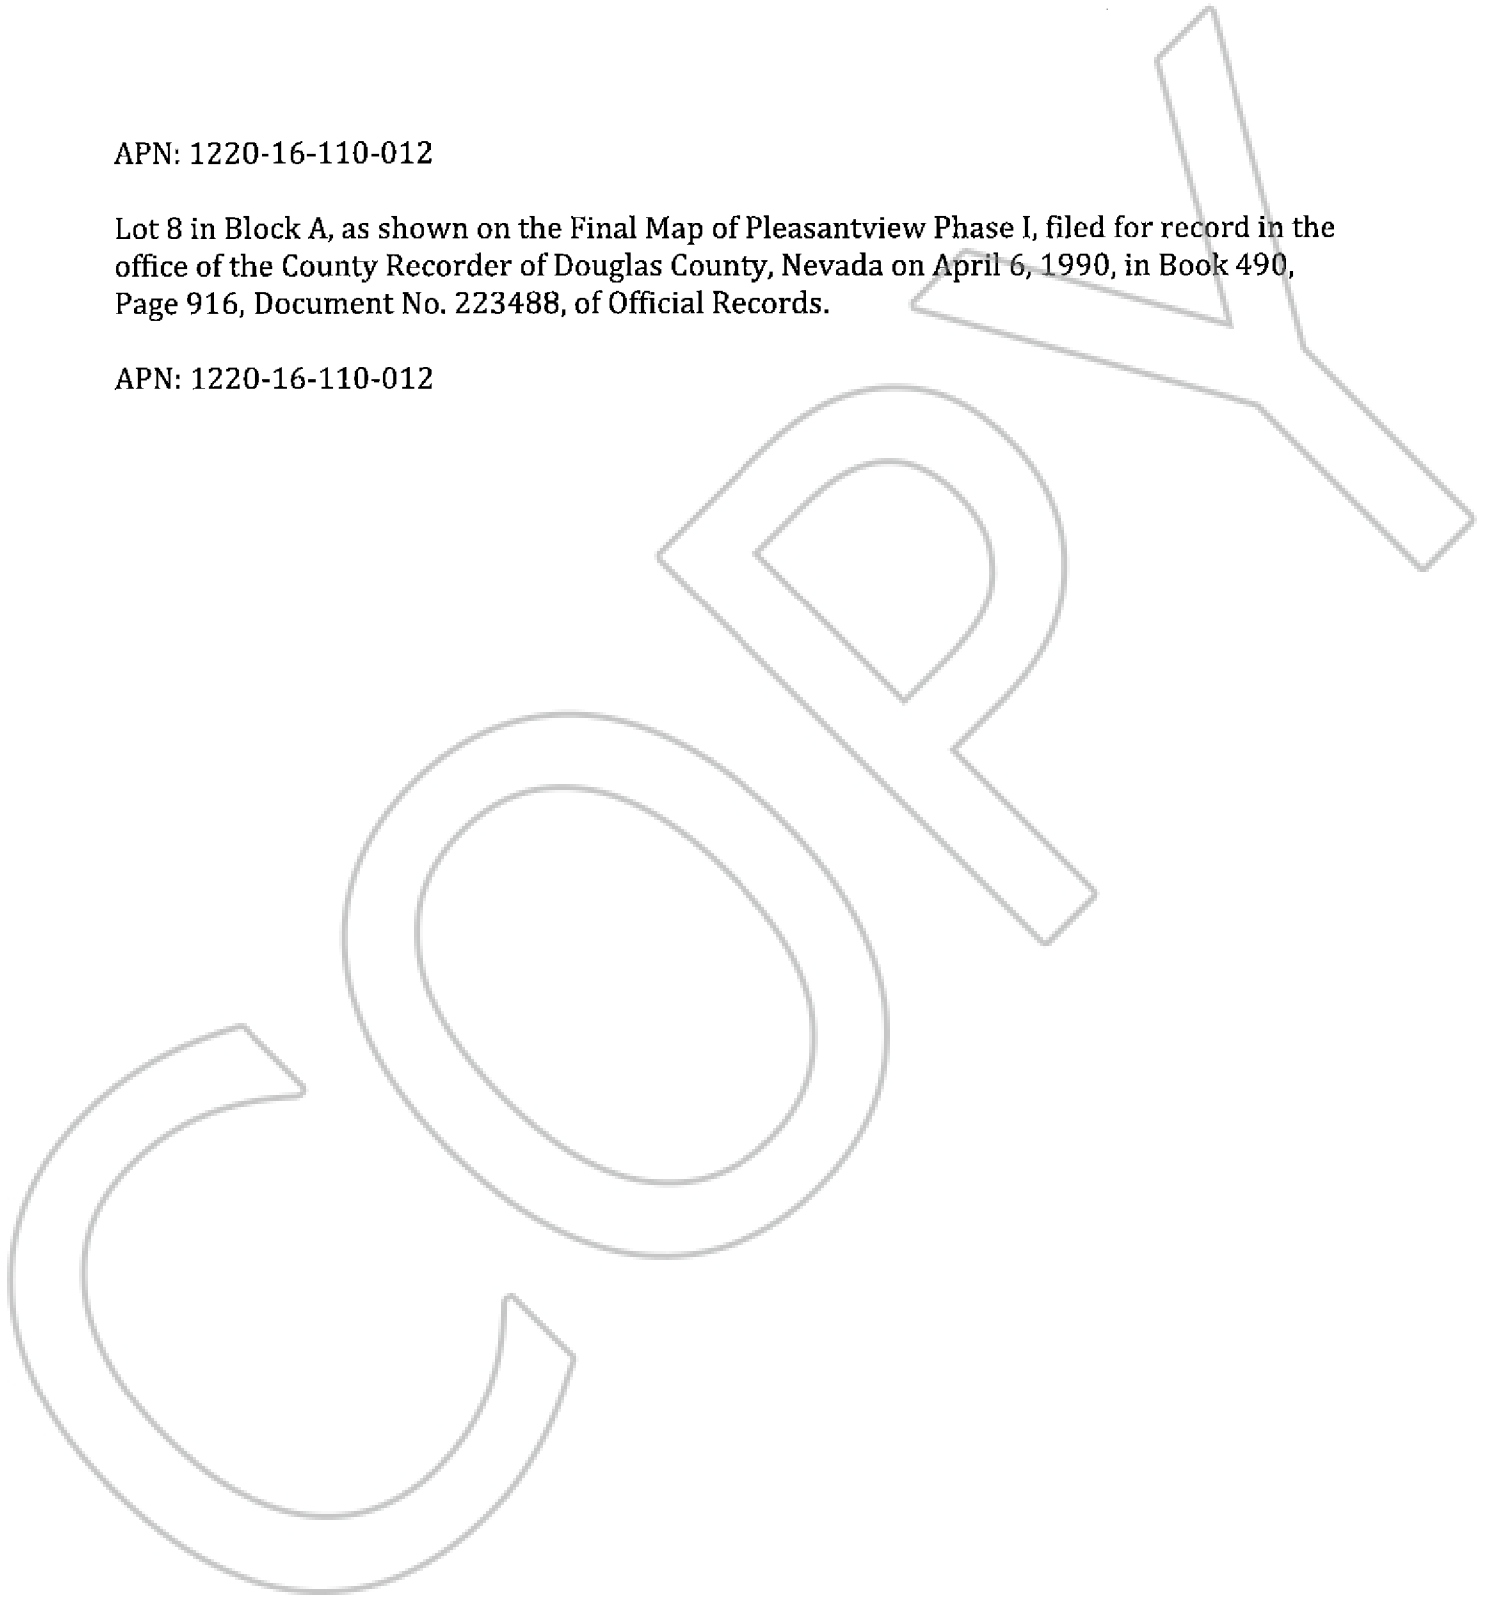 APN: 1220-16-110-012
Lot 8 in Block A, as shown on the Final Map of Pleasantview Phase I, filed for record in the
office of the County Recorder of Douglas County, Nevada on April 6, 1990, in Book 490,
Page 916, Document No. 223488, of Official Records.
APN: 1220-16-110-012
COPY